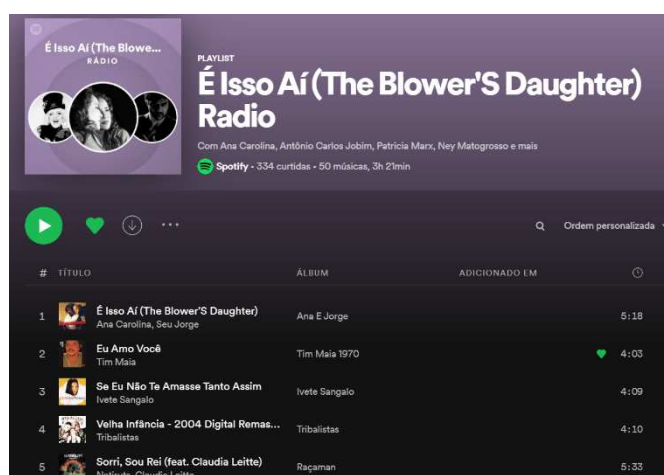 É Isso Aí (The Blowe...
RÁDIO
PLAYLIST
É Isso Aí (The Blower'S Daughter)
Radio
Com Ana Carolina, Antônio Carlos Jobim, Patricia Marx, Ney Matogrosso e mais
Spotify • 334 curtidas • 50 músicas, 3h 21min
Ordem personalizada
# TÍTULO ÁLBUM ADICIONADO EM
1 É Isso Aí (The Blower'S Daughter) Ana E Jorge 5:18
Ana Carolina, Seu Jorge
2 Eu Amo Você Tim Maia 1970 4:03
Tim Maia
3 Se Eu Não Te Amasse Tanto Assim Ivete Sangalo 4:09
Ivete Sangalo
4 Velha Infância - 2004 Digital Remas... Tribalistas 4:10
Tribalistas
5 Sorri, Sou Rei (feat. Claudia Leitte) Raçaman 5:33
Natiruts, Claudia Leitte